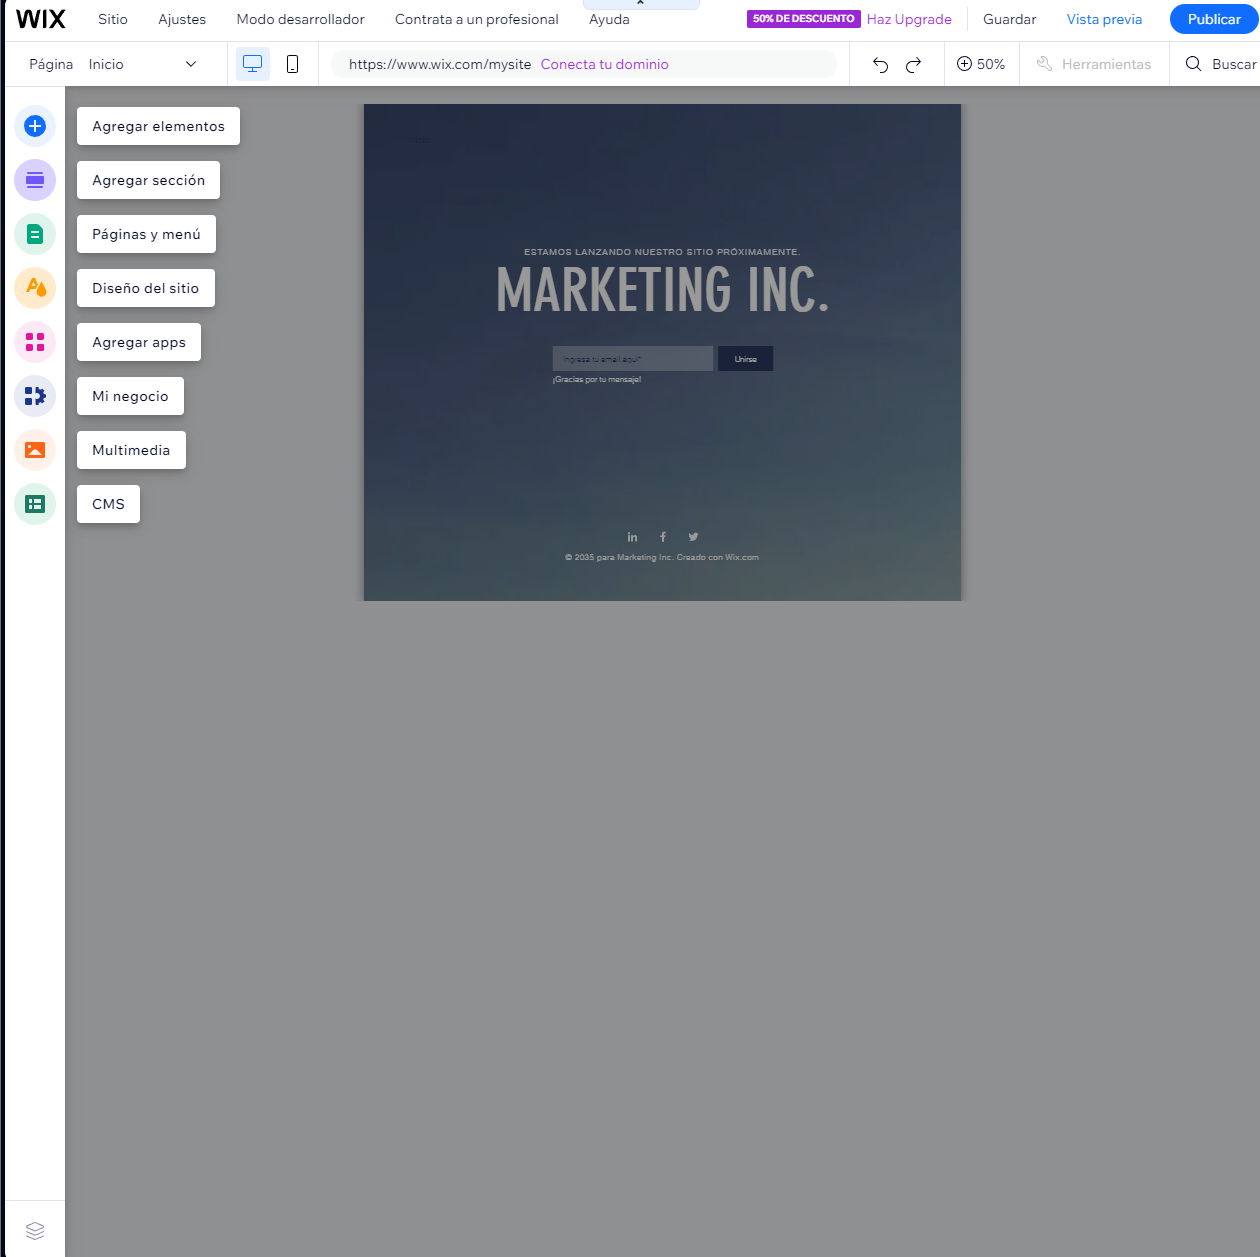 WIX Sitio Ajustes Modo desarrollador Contrata a un profesional Ayuda 50% DE DESCUENTO Haz Upgrade Guardar Vista previa Publicar
Página Inicio https://www.wix.com/mysite Conecta tu dominio 50% Herramientas Buscar
Agregar elementos
Agregar sección
Páginas y menú
Diseño del sitio
Agregar apps
Mi negocio
Multimedia
CMS
ESTAMOS LANZANDO NUESTRO SITIO PRÓXIMAMENTE.
MARKETING INC.
Ingresa tu email aquí* Unirse
¡Gracias por tu mensaje!
© 2035 para Marketing Inc. Creado con Wix.com